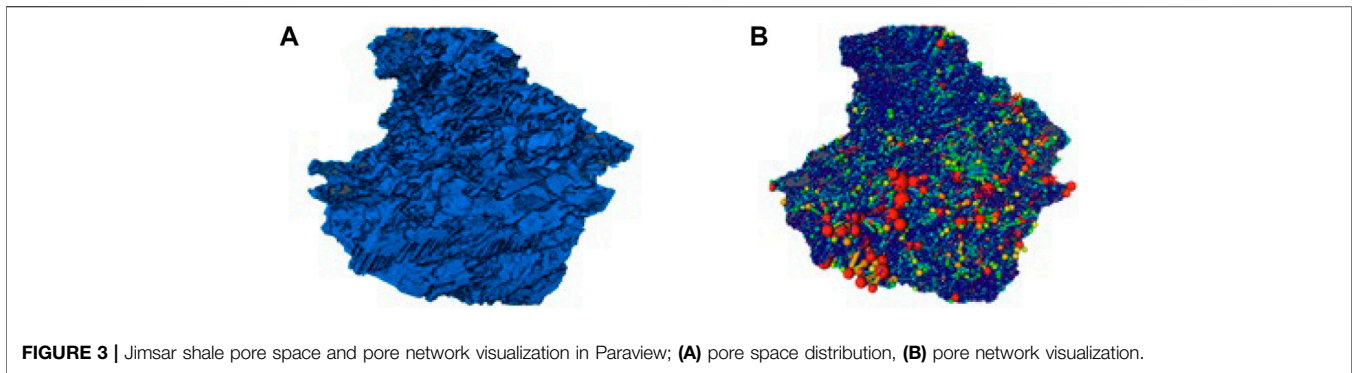 A
B
FIGURE 3 | Jimsar shale pore space and pore network visualization in Paraview; (A) pore space distribution, (B) pore network visualization.